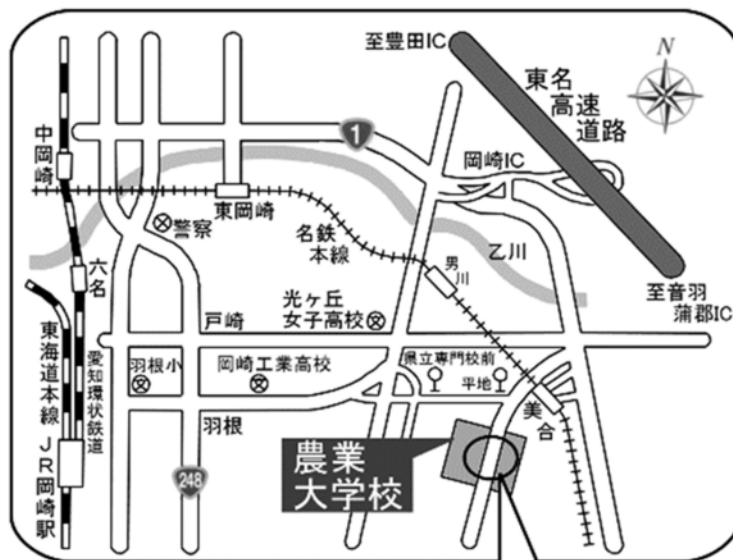 至豊田IC
N
東名
高速
道路
1
中岡崎
岡崎IC
東岡崎
警察
名鉄
本線
乙川
男川
六名
至音羽
蒲郡IC
光ヶ丘
女子高校
戸崎
東海道本線
愛知環状鉄道
羽根小
岡崎工業高校
県立専門校前
平地
美合
羽根
農業
大学校
JR岡崎駅
248